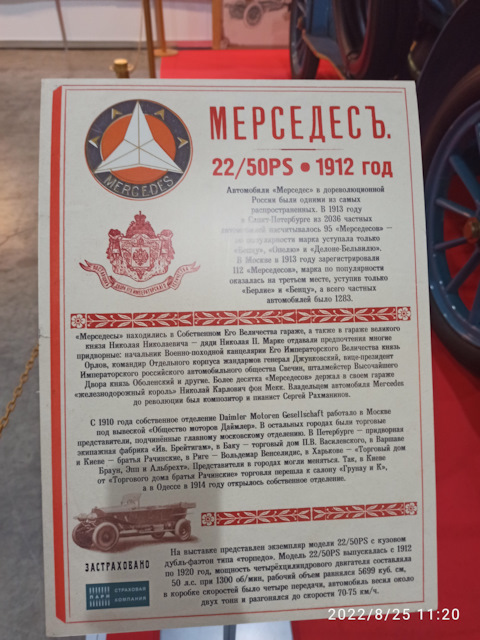 МЕРСЕДЕСЪ.
MERCEDES
22/50PS • 1912 год
Автомобили «Мерседес» в дореволюционной
России были одними из самых
распространенных. В 1913 году
в Санкт-Петербурге из 2036 частных
автомобилей насчитывалось 95 «Мерседесов» —
по популярности марка уступала только
«Бенцу», «Опелю» и «Делоне-Бельвилю».
В Москве в 1913 году зарегистрировали
112 «Мерседесов», марка по популярности
оказалась на третьем месте, уступив только
«Берлие» и «Бенцу», а всего частных
автомобилей было 1283.
«Мерседесы» находились в Собственном Его Величества гараже, а также в гараже великого
князя Николая Николаевича — дяди Николая II. Марке отдавали предпочтения многие
придворные: начальник Военно-походной канцелярии Его Императорского Величества князь
Орлов, командир Отдельного корпуса жандармов генерал Джунковский, вице-президент
Императорского российского автомобильного общества Свечин, шталмейстер Высочайшего
Двора князь Оболенский и другие. Более десятка «Мерседесов» держал в своем гараже
«железнодорожный король» Николай Карлович фон Мекк. Владельцем автомобиля Mercedes
до революции был композитор и пианист Сергей Рахманинов.
С 1910 года собственное отделение Daimler Motoren Gesellschaft работало в Москве
под вывеской «Общество моторов Даймлер». В остальных городах были торговые
представители, подчинённые главному московскому отделению. В Петербурге — придворная
экипажная фабрика «Ив. Брейтигам», в Баку — торговый дом П.В. Василевского, в Варшаве
и Киеве — братья Рачинские, в Риге — Вольдемар Венселидис, в Харькове — «Торговый дом
Браун, Эш и Альбрехт». Представители в городах могли меняться. Так, в Киеве
от «Торгового дома братья Рачинские» торговля перешла к салону «Грунау и К»,
а в Одессе в 1914 году открылось собственное отделение.
На выставке представлен экземпляр модели 22/50PS с кузовом
дубль-фаэтон типа «торпедо». Модель 22/50PS выпускалась с 1912
по 1920 год, мощность четырёхцилиндрового двигателя составляла
50 л.с. при 1300 об/мин, рабочий объем равнялся 5699 куб. см,
в коробке скоростей было четыре передачи, автомобиль весил около
двух тонн и разгонялся до скорости 70-75 км/ч.
ЗАСТРАХОВАНО
ПАРИ
СТРАХОВАЯ
КОМПАНИЯ
2022/8/25 11:20